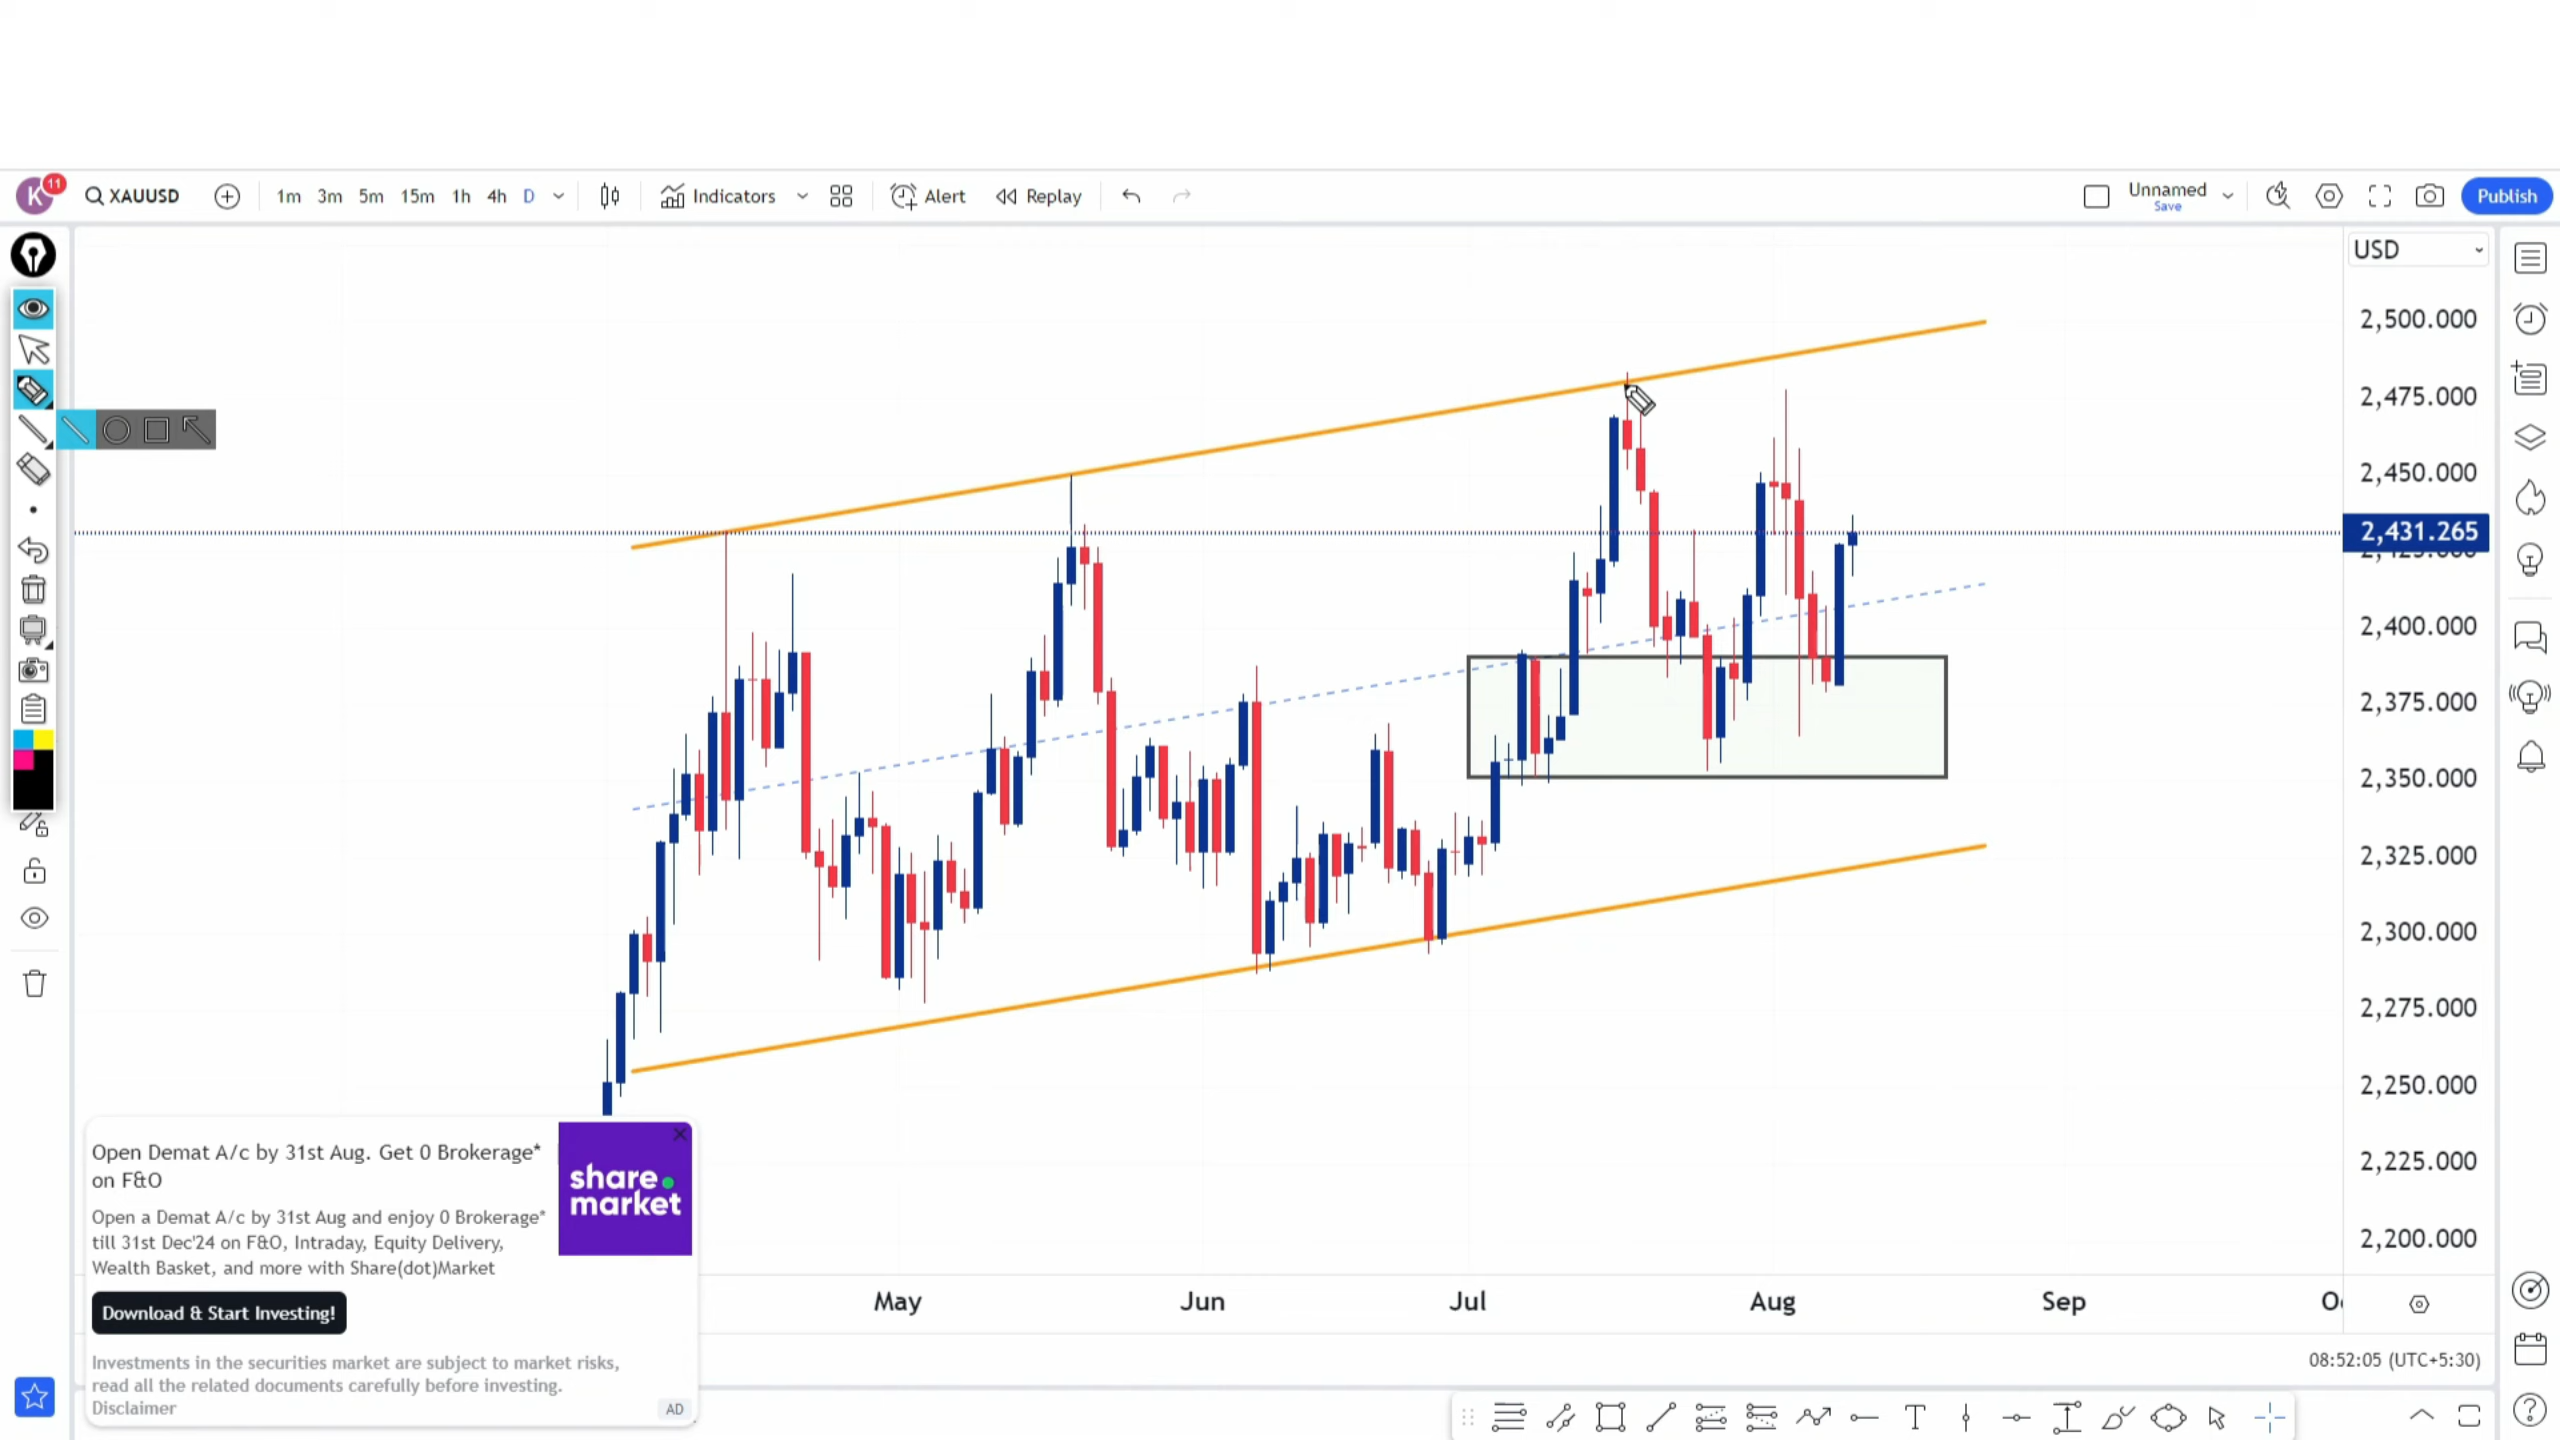 K 11 XAUUSD 1m 3m 5m 15m 1h 4h D Indicators Alert Replay Unnamed Save Publish
USD
2,500.000
2,475.000
2,450.000
2,431.265
2,400.000
2,375.000
2,350.000
2,325.000
2,300.000
2,275.000
2,250.000
2,225.000
2,200.000
Open Demat A/c by 31st Aug. Get 0 Brokerage*
on F&O
Open a Demat A/c by 31st Aug and enjoy 0 Brokerage*
till 31st Dec'24 on F&O, Intraday, Equity Delivery,
Wealth Basket, and more with Share(dot)Market
share.
market
Download & Start Investing!
Investments in the securities market are subject to market risks,
read all the related documents carefully before investing.
Disclaimer
AD
May Jun Jul Aug Sep
08:52:05 (UTC+5:30)